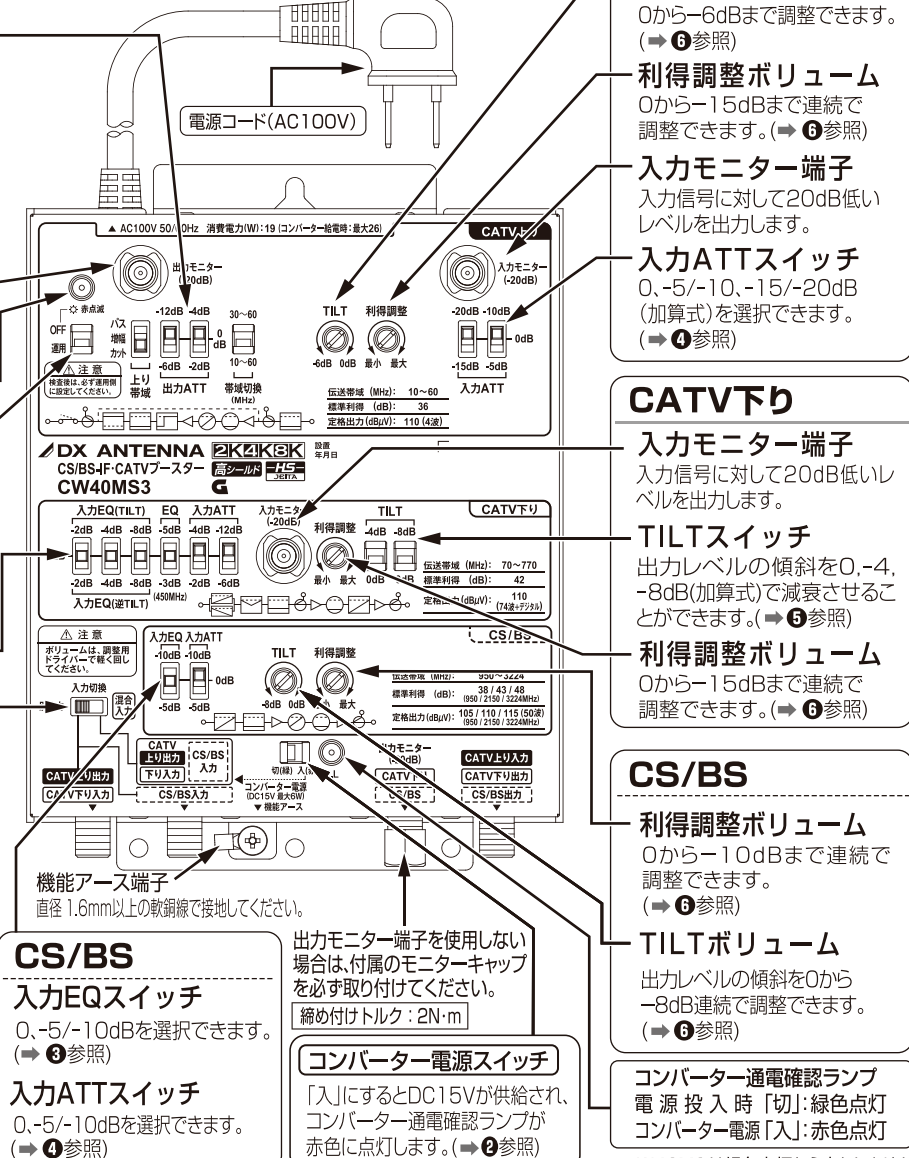 0から−6dBまで調整できます。
(➡ ❻参照)
利得調整ボリューム
0から−15dBまで連続で
調整できます。(➡ ❻参照)
入力モニター端子
入力信号に対して20dB低い
レベルを出力します。
入力ATTスイッチ
0、-5/-10、-15/-20dB
(加算式)を選択できます。
(➡ ❹参照)
電源コード(AC100V)
▲ AC100V 50/60Hz 消費電力(W):19 (コンバーター給電時:最大26)
CATV上り
出力モニター
(-20dB)
入力モニター
(-20dB)
赤点滅
OFF
運用
パス
増幅
カット
上り
帯域
-12dB -4dB
0
dB
-6dB -2dB
出力ATT
30〜60
10〜60
帯域切換
(MHz)
TILT
-6dB 0dB
利得調整
最小 最大
-20dB -10dB
0dB
-15dB -5dB
入力ATT
⚠ 注 意
検査後は、必ず運用側
に設定してください。
伝送帯域 (MHz): 10〜60
標準利得 (dB): 36
定格出力(dBμV): 110 (4波)
DX ANTENNA 2K4K8K 設置
年月日
CS/BS-IF･CATVブースター 高シールド HS
JEITA
CW40MS3 G
CATV下り
入力EQ(TILT) EQ 入力ATT
-2dB -4dB -8dB -5dB -4dB -12dB
-2dB -4dB -8dB -3dB -2dB -6dB
入力EQ(逆TILT) (450MHz)
入力モニター
(-20dB)
利得調整
最小 最大
TILT
-4dB -8dB
0dB
伝送帯域 (MHz): 70〜770
標準利得 (dB): 42
定格出力(dBμV): 110
(74波+デジタル)
CS/BS
⚠ 注 意
ボリュームは、調整用
ドライバーで軽く回し
てください。
入力切換
混合
入力
入力EQ 入力ATT
-10dB -10dB
0dB
-5dB -5dB
TILT
-8dB 0dB
利得調整
最大
伝送帯域 (MHz): 950〜3224
標準利得 (dB): 38 / 43 / 48
(950 / 2150 / 3224MHz)
定格出力(dBμV): 105 / 110 / 115 (50波)
(950 / 2150 / 3224MHz)
CATV上り出力
CATV下り入力
CATV
上り出力
下り入力
CS/BS
入力
CS/BS入力
切(緑)
コンバーター電源
(DC15V 最大6W)
▼ 機能アース
出力モニター
(-20dB)
CATV下り
CS/BS
CATV上り入力
CATV下り出力
CS/BS出力
機能アース端子
直径 1.6mm以上の軟銅線で接地してください。
CATV下り
入力モニター端子
入力信号に対して20dB低いレ
ベルを出力します。
TILTスイッチ
出力レベルの傾斜を0,-4,
-8dB(加算式)で減衰させるこ
とができます。(➡ ❺参照)
利得調整ボリューム
0から−15dBまで連続で
調整できます。(➡ ❻参照)
CS/BS
利得調整ボリューム
0から−10dBまで連続で
調整できます。
(➡ ❻参照)
TILTボリューム
出力レベルの傾斜を0から
−8dB連続で調整できます。
(➡ ❻参照)
CS/BS
入力EQスイッチ
0、-5/-10dBを選択できます。
(➡ ❸参照)
入力ATTスイッチ
0、-5/-10dBを選択できます。
(➡ ❹参照)
出力モニター端子を使用しない
場合は、付属のモニターキャップ
を必ず取り付けてください。
締め付けトルク：2N･m
コンバーター電源スイッチ
「入」にするとDC15Vが供給され、
コンバーター通電確認ランプが
赤色に点灯します。(➡ ❷参照)
コンバーター通電確認ランプ
電 源 投 入 時「切」:緑色点灯
コンバーター電源「入」:赤色点灯